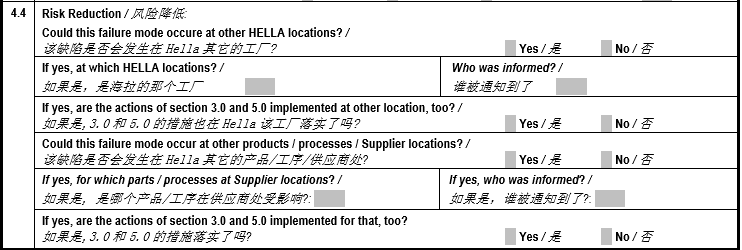 4.4 Risk Reduction / 风险降低:
Could this failure mode occure at other HELLA locations? /
该缺陷是否会发生在 Hella 其它的工厂? Yes / 是 No / 否
If yes, at which HELLA locations? / Who was informed? /
如果是，是海拉的那个工厂 谁被通知到了
If yes, are the actions of section 3.0 and 5.0 implemented at other location, too? /
如果是, 3.0 和 5.0 的措施也在 Hella 该工厂落实了吗? Yes / 是 No / 否
Could this failure mode occur at other products / processes / Supplier locations? /
该缺陷是否会发生在 Hella 其它的产品/工序/供应商处? Yes / 是 No / 否
If yes, for which parts / processes at Supplier locations? / If yes, who was informed? /
如果是，是哪个产品/工序在供应商处受影响?: 如果是，谁被通知到了?:
If yes, are the actions of section 3.0 and 5.0 implemented for that, too?
如果是, 3.0 和 5.0 的措施落实了吗? Yes / 是 No / 否